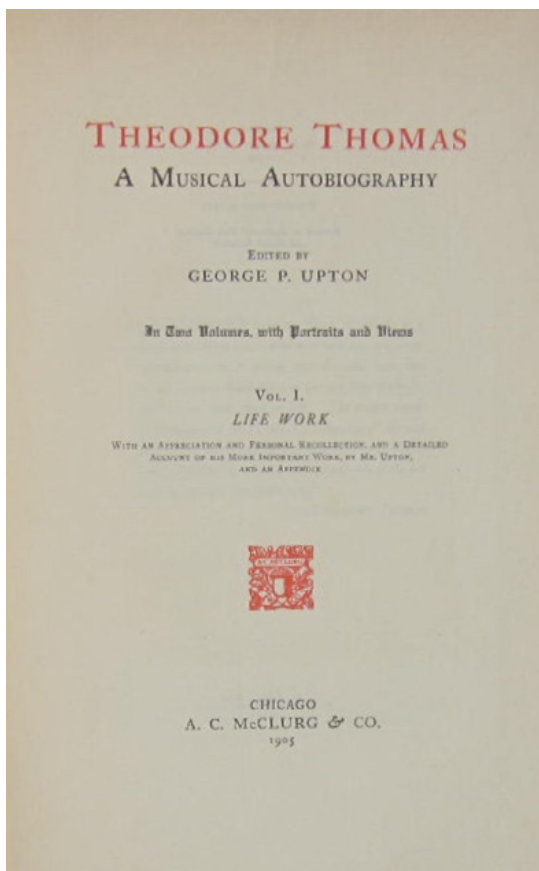 THEODORE THOMAS
A MUSICAL AUTOBIOGRAPHY
EDITED BY
GEORGE P. UPTON
In Two Volumes, with Portraits and Views
VOL. I.
LIFE WORK
WITH AN APPRECIATION AND PERSONAL RECOLLECTION, AND A DETAILED
ACCOUNT OF HIS MORE IMPORTANT WORK, BY MR. UPTON,
AND AN APPENDIX
CHICAGO
A. C. McCLURG & CO.
1905